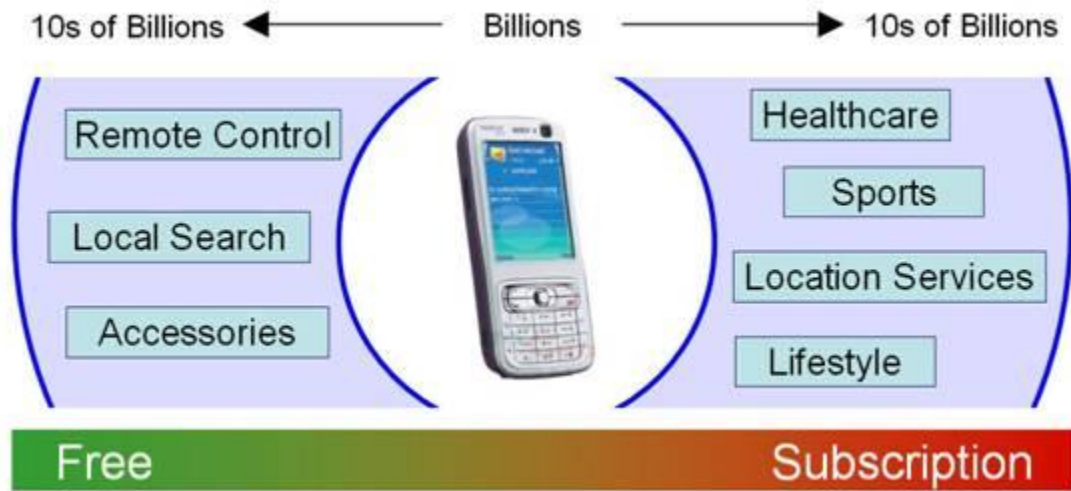 10s of Billions
Billions
10s of Billions
Remote Control
Local Search
Accessories
Healthcare
Sports
Location Services
Lifestyle
Free
Subscription